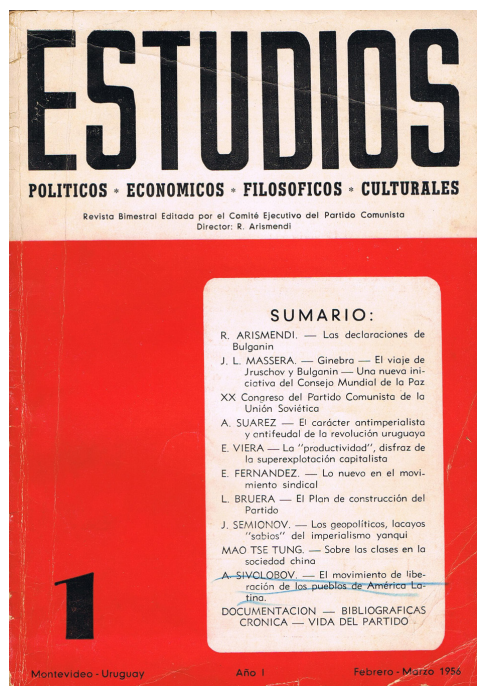 ESTUDIOS
POLITICOS * ECONOMICOS * FILOSOFICOS * CULTURALES
Revista Bimestral Editada por el Comité Ejecutivo del Partido Comunista
Director: R. Arismendi
SUMARIO:
R. ARISMENDI. — Las declaraciones de
Bulganin
J. L. MASSERA. — Ginebra — El viaje de
Jruschov y Bulganin — Una nueva ini-
ciativa del Consejo Mundial de la Paz
XX Congreso del Partido Comunista de la
Unión Soviética
A. SUAREZ — El carácter antimperialista
y antifeudal de la revolución uruguaya
E. VIERA — La "productividad", disfraz de
la superexplotación capitalista
E. FERNANDEZ. — Lo nuevo en el movi-
miento sindical
L. BRUERA — El Plan de construcción del
Partido
J. SEMIONOV. — Los geopolíticos, lacayos
"sabios" del imperialismo yanqui
MAO TSE TUNG. — Sobre las clases en la
sociedad china
A. SIVOLOBOV. — El movimiento de libe-
ración de los pueblos de América La-
tina.
DOCUMENTACION — BIBLIOGRAFICAS
CRONICA — VIDA DEL PARTIDO
1
Montevideo - Uruguay Año I Febrero - Marzo 1956